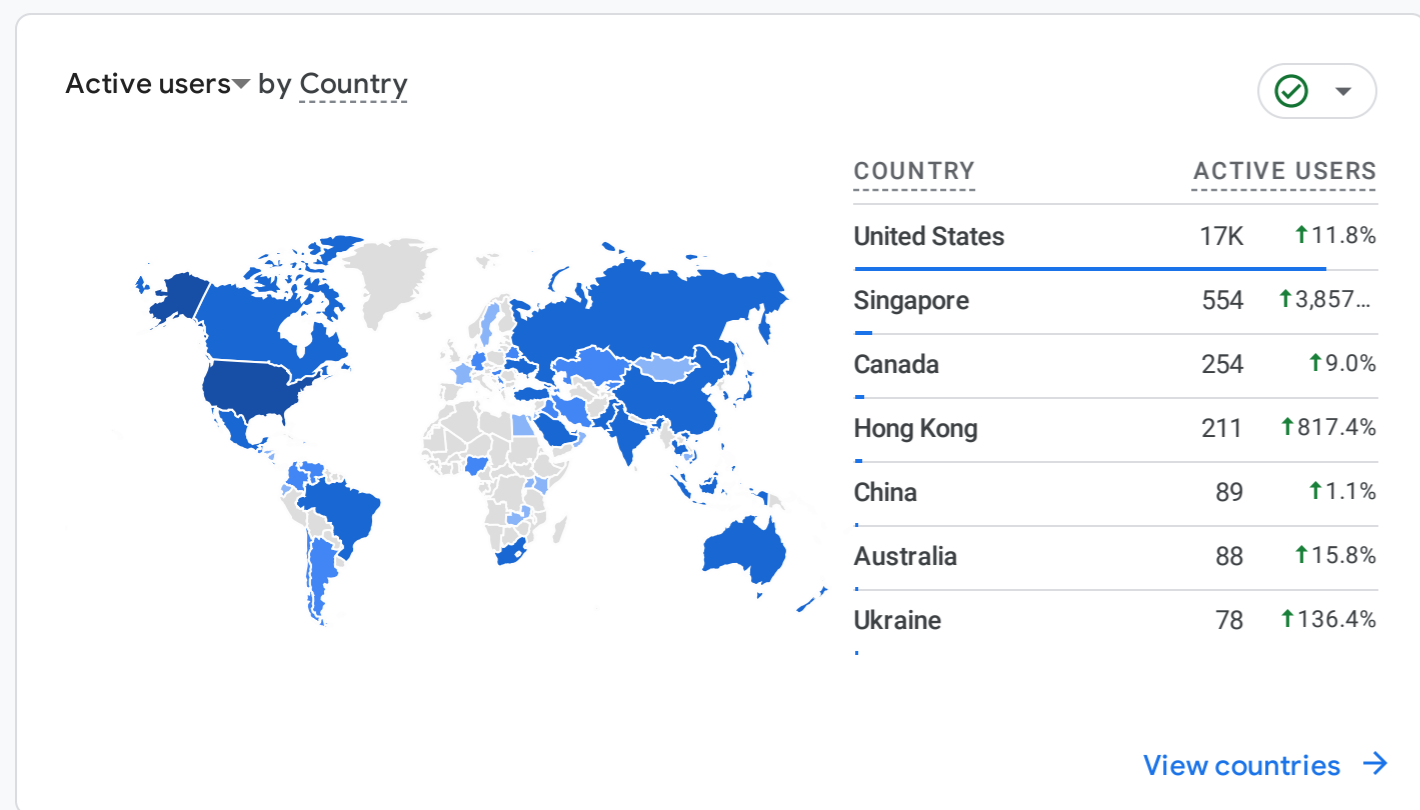 Active users by Country
COUNTRY ACTIVE USERS
United States 17K 11.8%
Singapore 554 3,857...
Canada 254 9.0%
Hong Kong 211 817.4%
China 89 1.1%
Australia 88 15.8%
Ukraine 78 136.4%
View countries